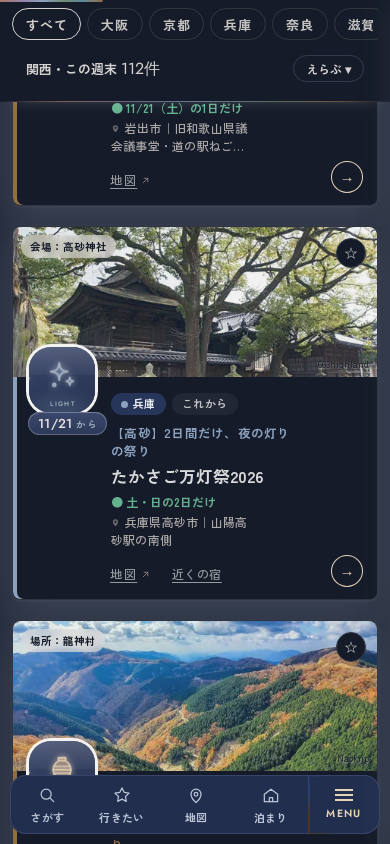 すべて
大阪
京都
兵庫
奈良
滋賀
関西・この週末 112件
えらぶ ▾
11/21（土）の1日だけ
岩出市｜旧和歌山県議
会議事堂・道の駅ねご…
地図 ↗
→
会場：高砂神社
☆
LIGHT
11/21 から
兵庫
これから
【高砂】2日間だけ、夜の灯り
の祭り
たかさご万灯祭2026
土・日の2日だけ
兵庫県高砂市｜山陽高
砂駅の南側
地図 ↗
近くの宿
→
場所：龍神村
☆
さがす
行きたい
地図
泊まり
MENU